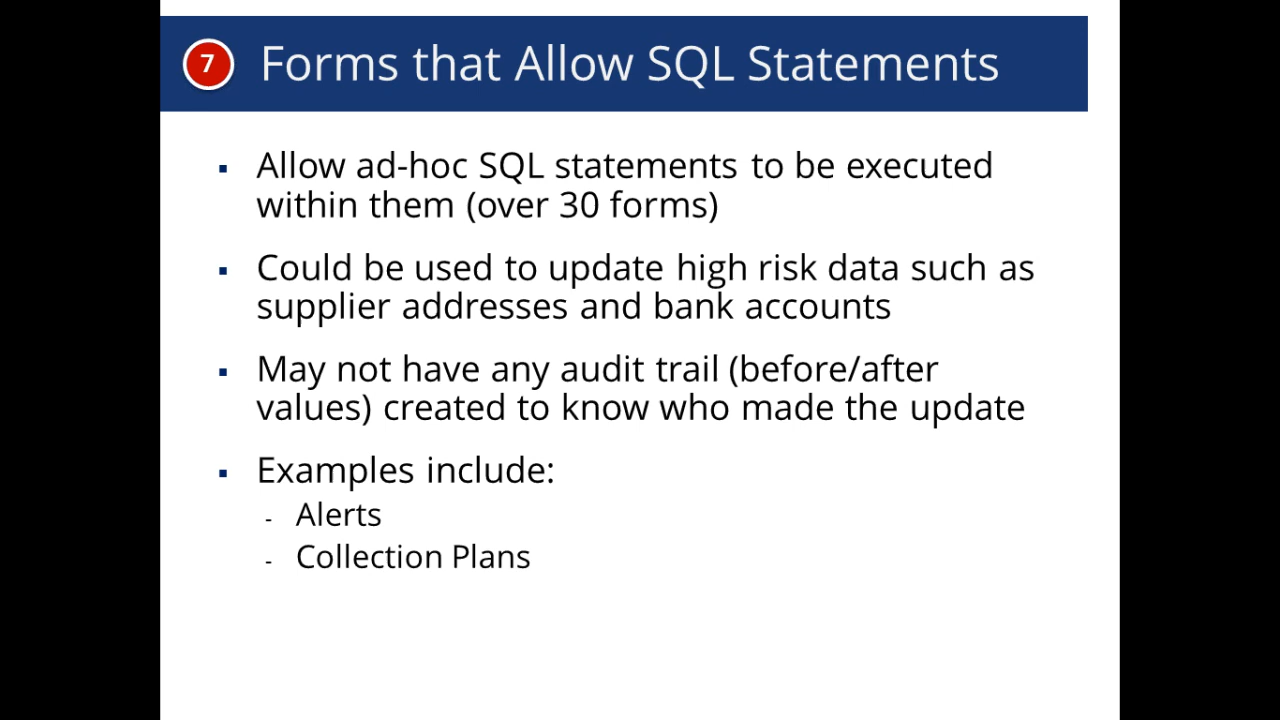 7 Forms that Allow SQL Statements
▪ Allow ad-hoc SQL statements to be executed
within them (over 30 forms)
▪ Could be used to update high risk data such as
supplier addresses and bank accounts
▪ May not have any audit trail (before/after
values) created to know who made the update
▪ Examples include:
- Alerts
- Collection Plans